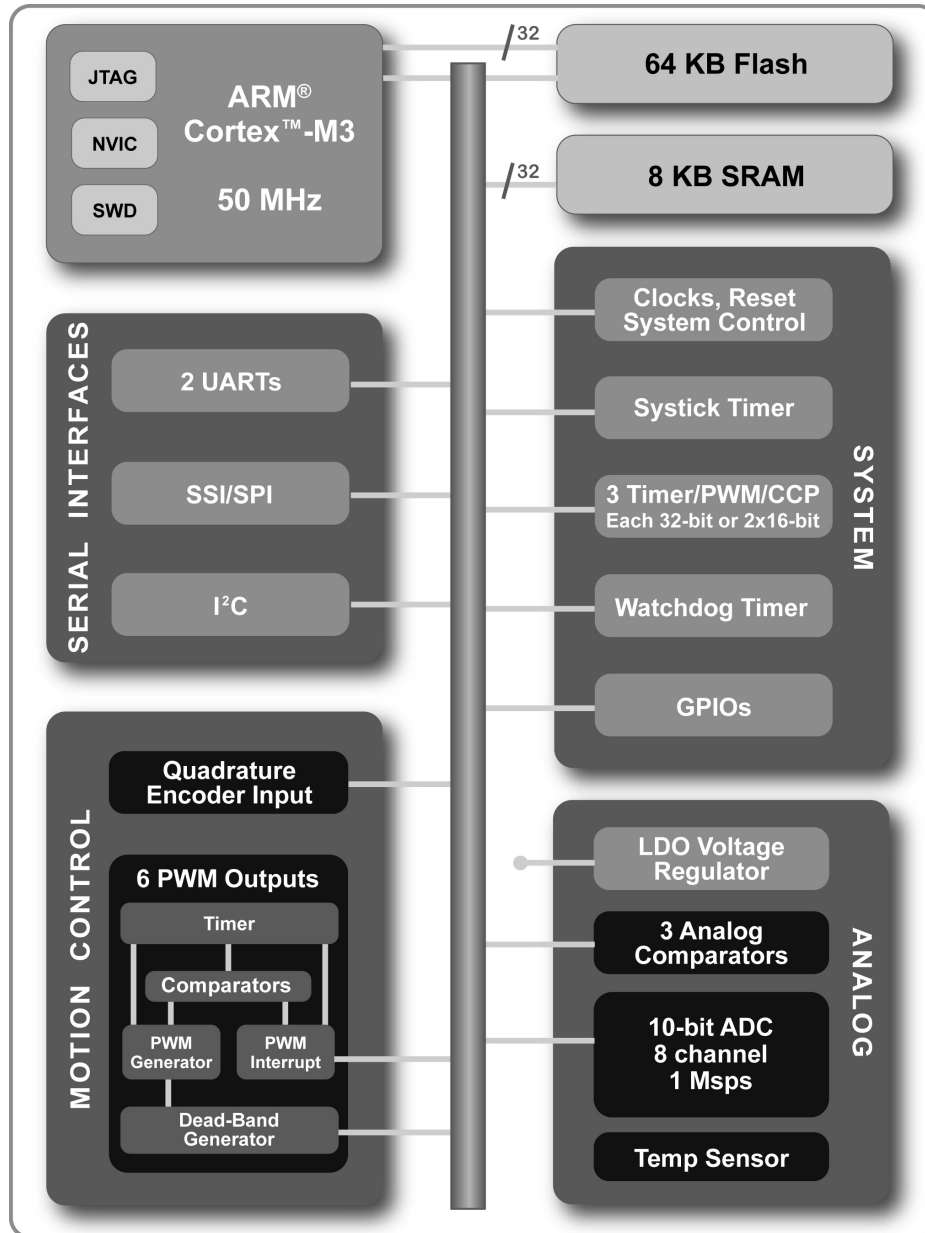 JTAG
NVIC
SWD
ARM®
Cortex™-M3
50 MHz
32
64 KB Flash
32
8 KB SRAM
SERIAL INTERFACES
2 UARTs
SSI/SPI
I²C
SYSTEM
Clocks, Reset
System Control
Systick Timer
3 Timer/PWM/CCP
Each 32-bit or 2x16-bit
Watchdog Timer
GPIOs
MOTION CONTROL
Quadrature
Encoder Input
6 PWM Outputs
Timer
Comparators
PWM
Generator
PWM
Interrupt
Dead-Band
Generator
ANALOG
LDO Voltage
Regulator
3 Analog
Comparators
10-bit ADC
8 channel
1 Msps
Temp Sensor